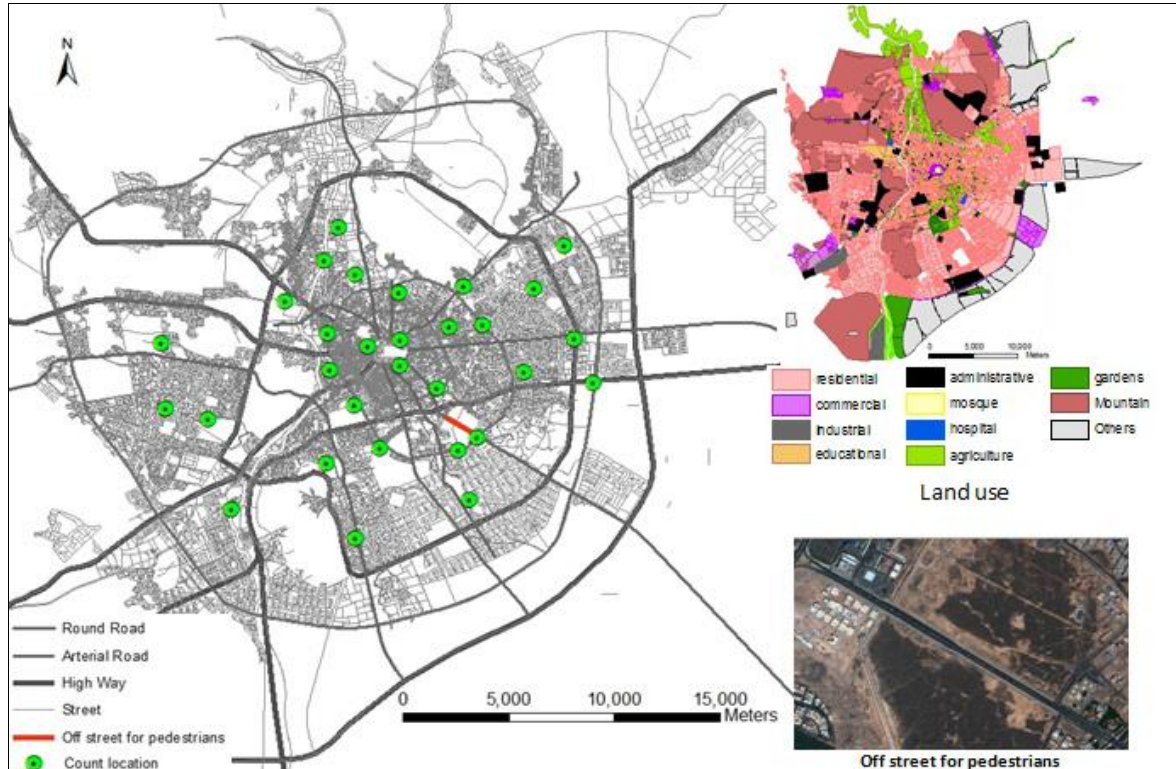 N
Round Road
Arterial Road
High Way
Street
Off street for pedestrians
Count location
0 5,000 10,000 15,000
Meters
0 5,000 10,000
Meters
residential
commercial
industrial
educational
administrative
mosque
hospital
agriculture
gardens
Mountain
Others
Land use
Off street for pedestrians